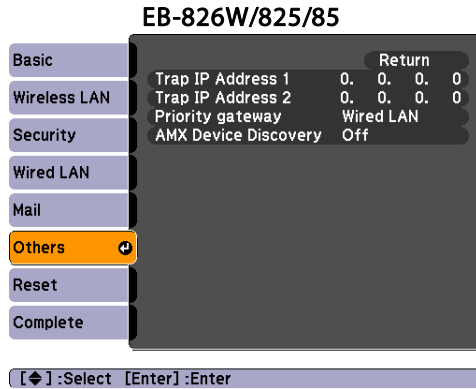 EB-826W/825/85
Basic
Wireless LAN
Security
Wired LAN
Mail
Others
Reset
Complete
Return
Trap IP Address 1 0. 0. 0. 0
Trap IP Address 2 0. 0. 0. 0
Priority gateway Wired LAN
AMX Device Discovery Off
[◆] :Select [Enter] :Enter